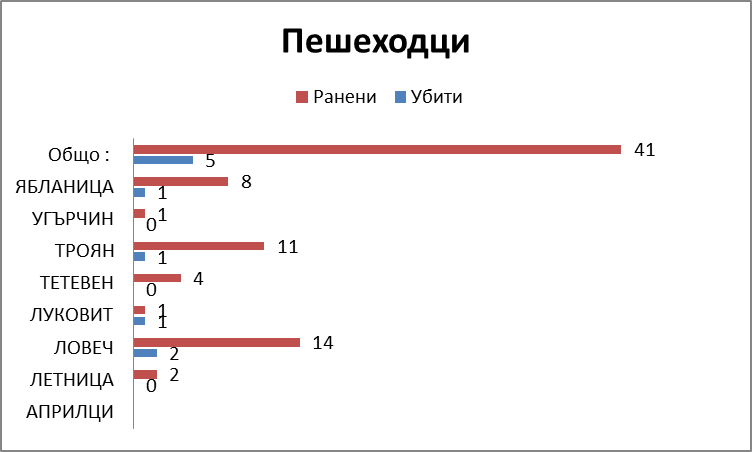 Пешеходци
Ранени Убити
Общо : 41
5
ЯБЛАНИЦА 8
1
УГЪРЧИН 1
0
ТРОЯН 11
1
ТЕТЕВЕН 4
0
ЛУКОВИТ 1
1
ЛОВЕЧ 14
2
ЛЕТНИЦА 2
0
АПРИЛЦИ